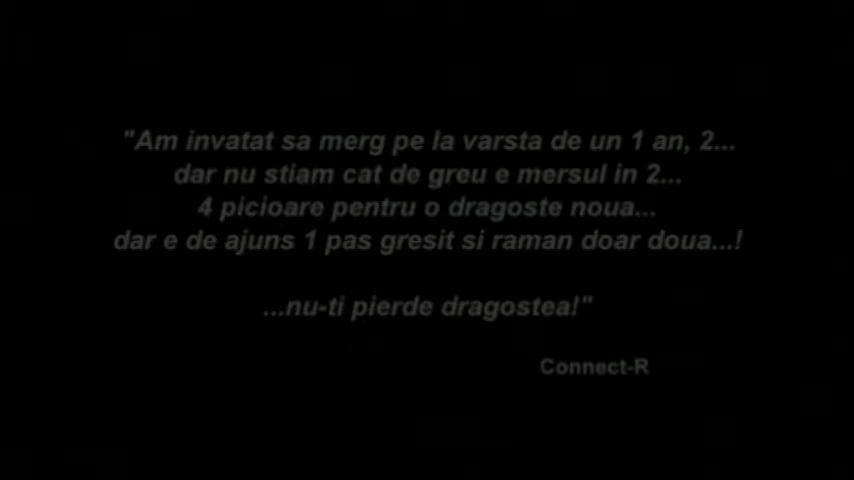 "Am invatat sa merg pe la varsta de un 1 an, 2...
dar nu stiam cat de greu e mersul in 2...
4 picioare pentru o dragoste noua...
dar e de ajuns 1 pas gresit si raman doar doua...!
...nu-ti pierde dragostea!"
Connect-R